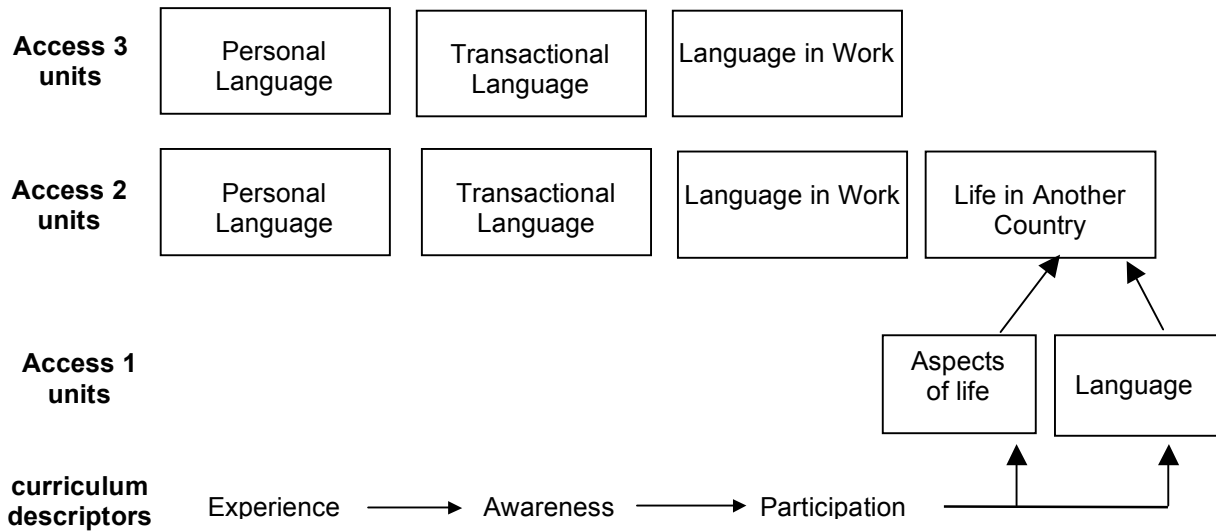 Access 3
units
Personal
Language
Transactional
Language
Language in Work
Access 2
units
Personal
Language
Transactional
Language
Language in Work
Life in Another
Country
Access 1
units
Aspects
of life
Language
curriculum
descriptors
Experience
Awareness
Participation